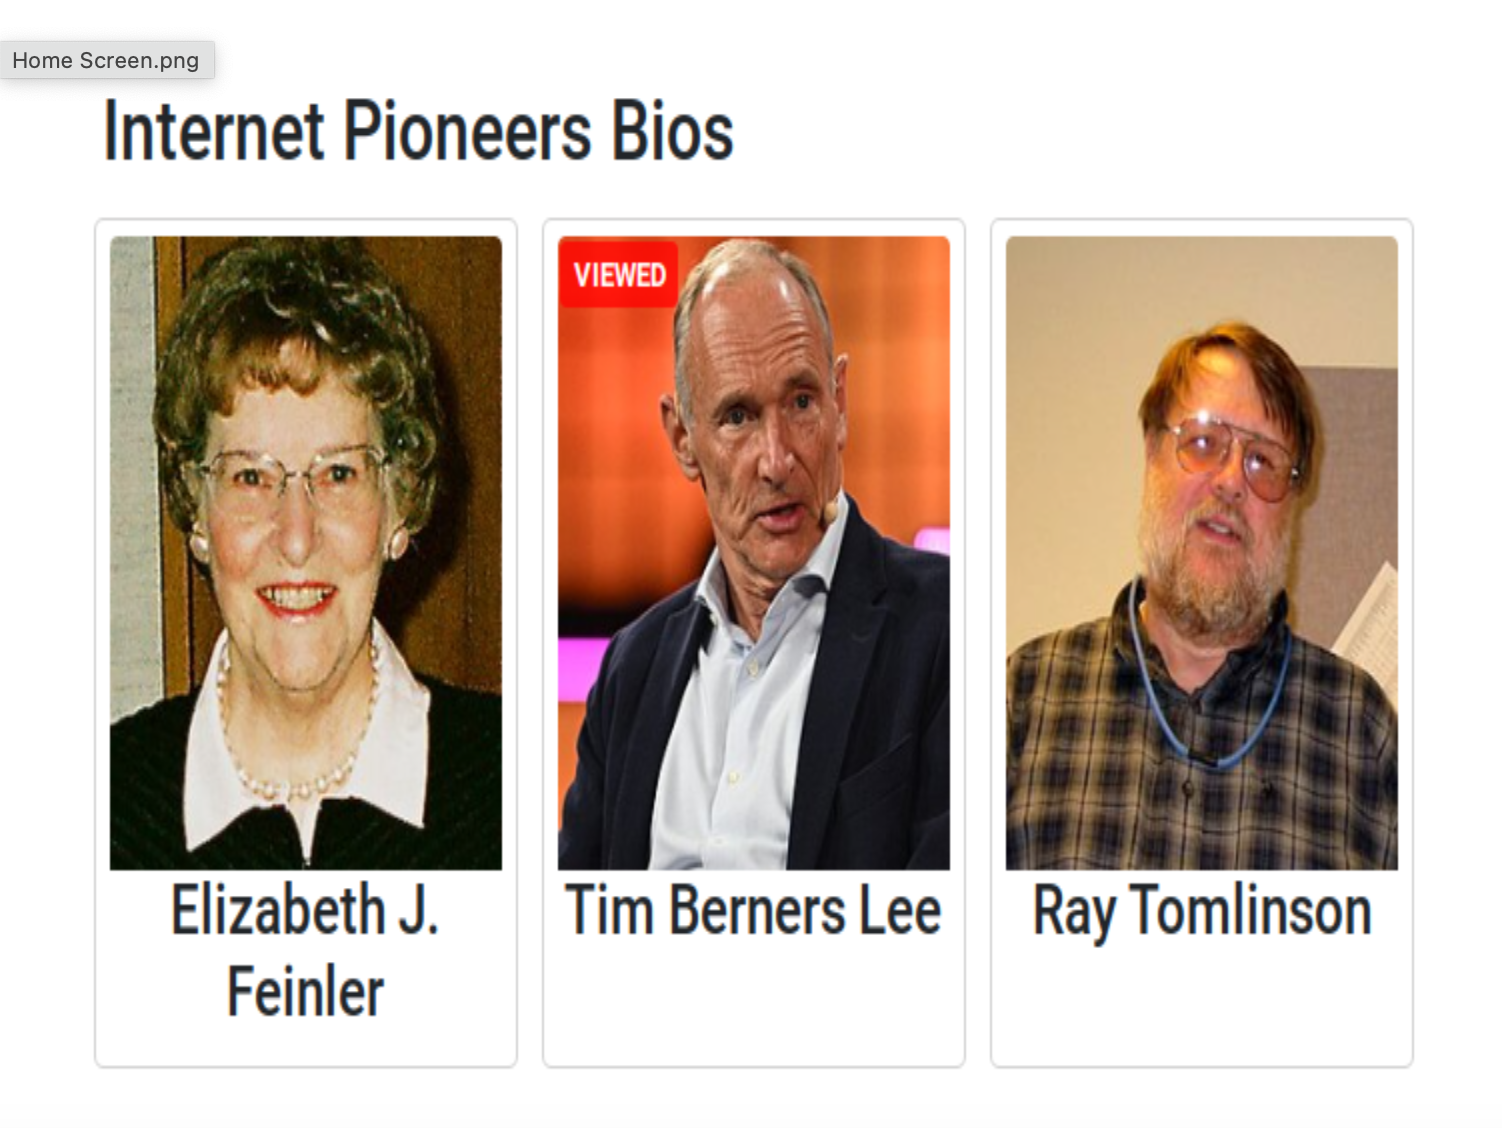 Home Screen.png
Internet Pioneers Bios
VIEWED
Elizabeth J.
Feinler
Tim Berners Lee
Ray Tomlinson